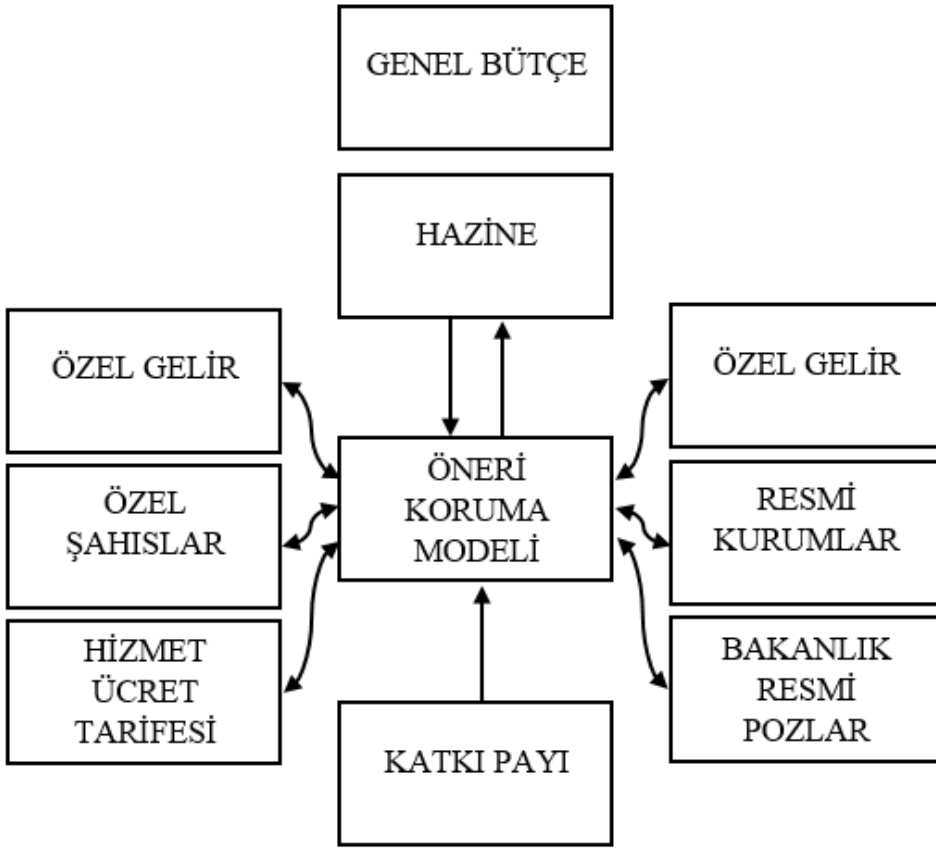 GENEL BÜTÇE
HAZİNE
ÖZEL GELİR
ÖZEL
ŞAHISLAR
HİZMET
ÜCRET
TARİFESİ
ÖNERİ
KORUMA
MODELİ
KATKI PAYI
ÖZEL GELİR
RESMİ
KURUMLAR
BAKANLIK
RESMİ
POZLAR